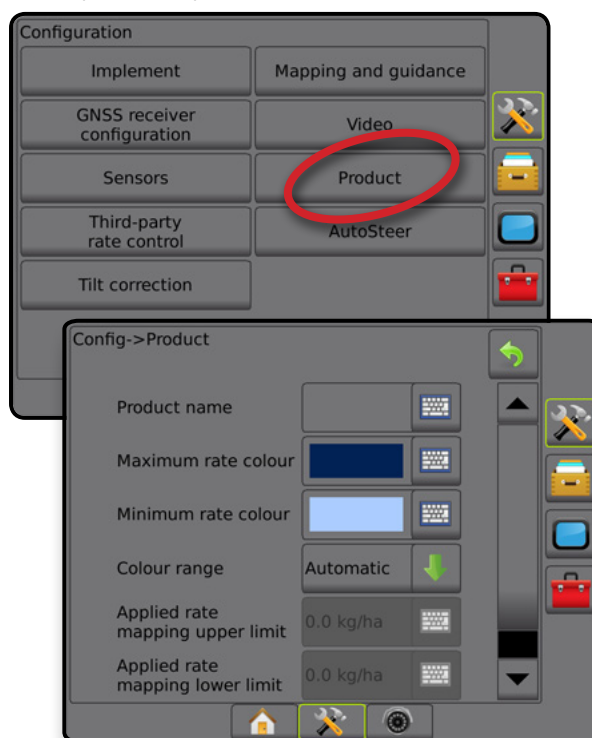 Configuration
Implement
Mapping and guidance
GNSS receiver
configuration
Video
Sensors
Product
Third-party
rate control
AutoSteer
Tilt correction
Config->Product
Product name
Maximum rate colour
Minimum rate colour
Colour range
Automatic
Applied rate
mapping upper limit
0.0 kg/ha
Applied rate
mapping lower limit
0.0 kg/ha